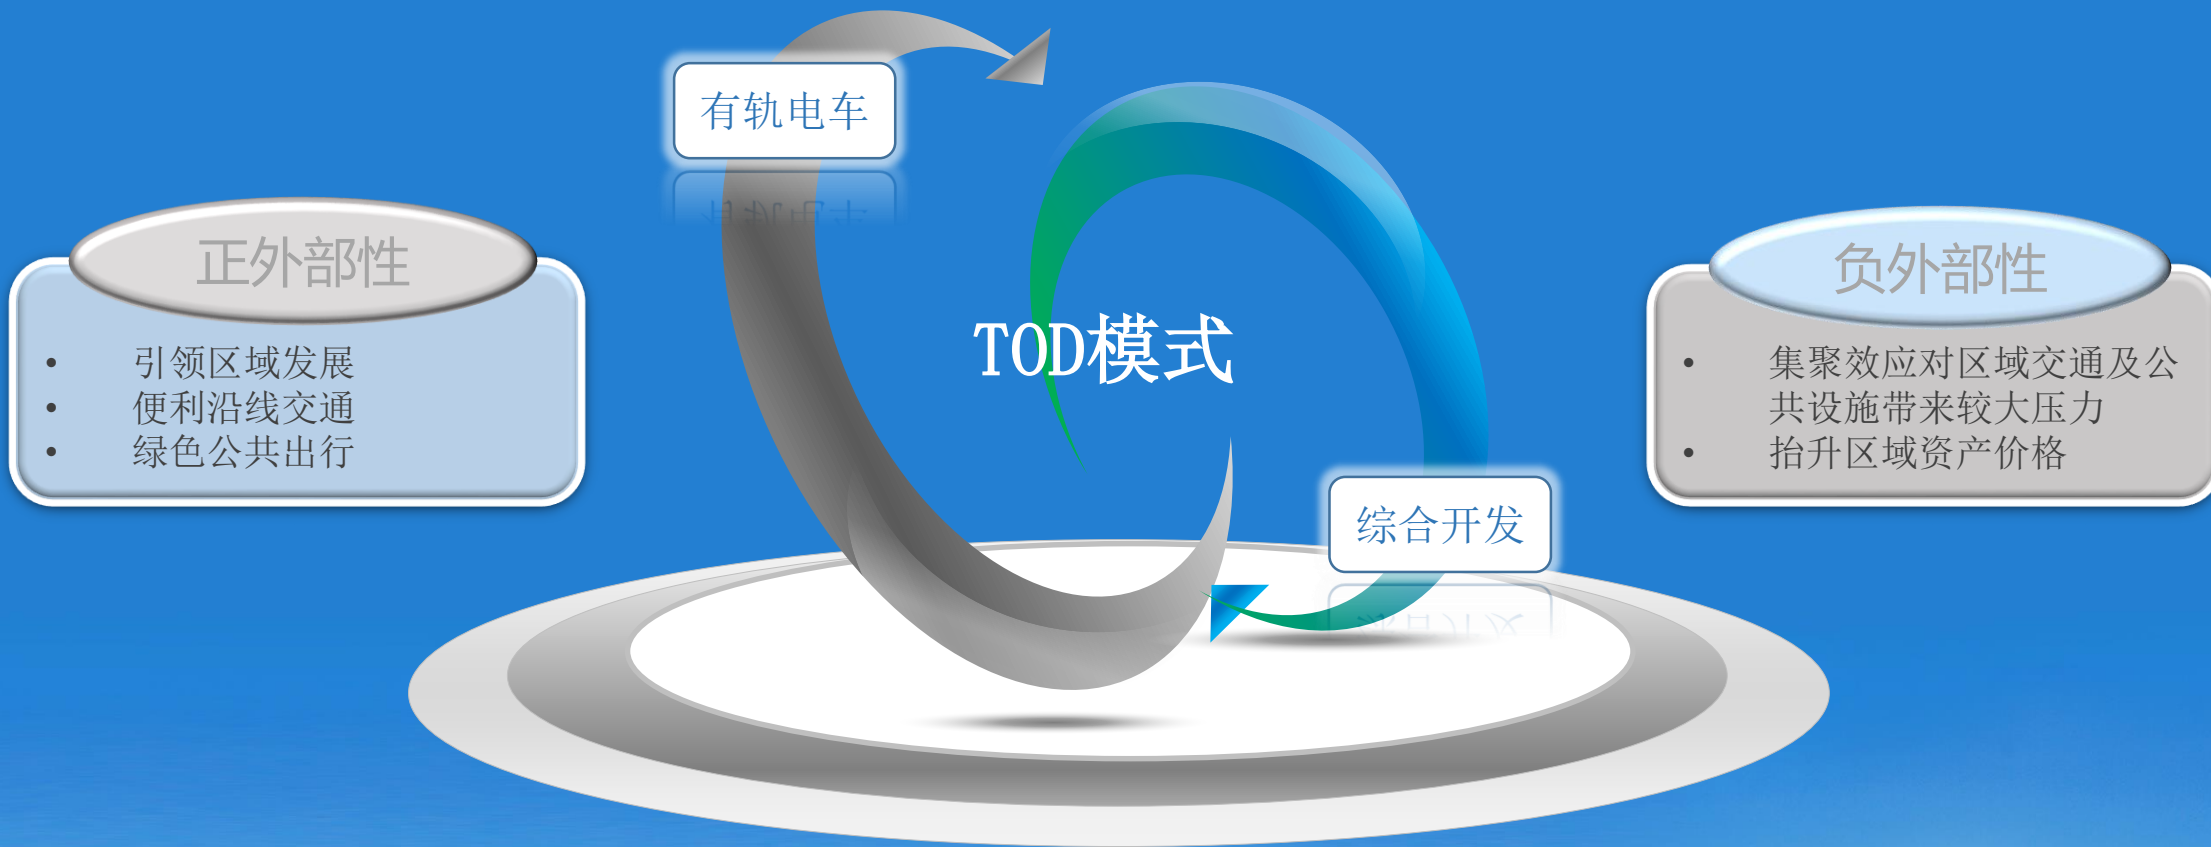 有轨电车
正外部性
• 引领区域发展
• 便利沿线交通
• 绿色公共出行
TOD模式
综合开发
负外部性
• 集聚效应对区域交通及公
共设施带来较大压力
• 抬升区域资产价格